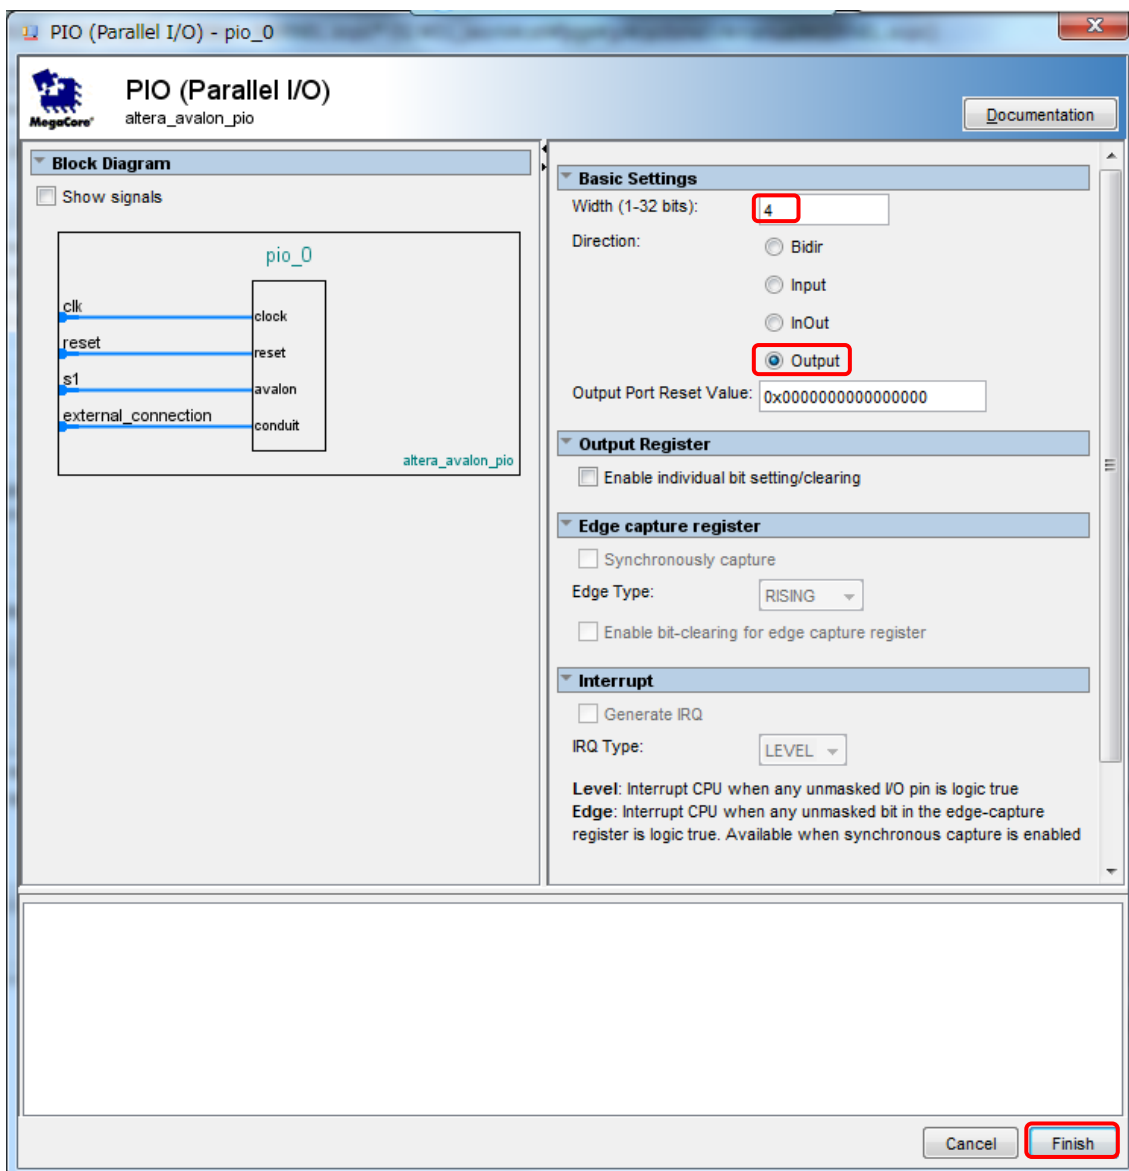 PIO (Parallel I/O) - pio_0
PIO (Parallel I/O)
altera_avalon_pio
MegaCore®
Documentation
Block Diagram
Show signals
pio_0
clk
clock
reset
reset
s1
avalon
external_connection
conduit
altera_avalon_pio
Basic Settings
Width (1-32 bits): 4
Direction:
Bidir
Input
InOut
Output
Output Port Reset Value: 0x0000000000000000
Output Register
Enable individual bit setting/clearing
Edge capture register
Synchronously capture
Edge Type: RISING
Enable bit-clearing for edge capture register
Interrupt
Generate IRQ
IRQ Type: LEVEL
Level: Interrupt CPU when any unmasked I/O pin is logic true
Edge: Interrupt CPU when any unmasked bit in the edge-capture
register is logic true. Available when synchronous capture is enabled
Cancel
Finish